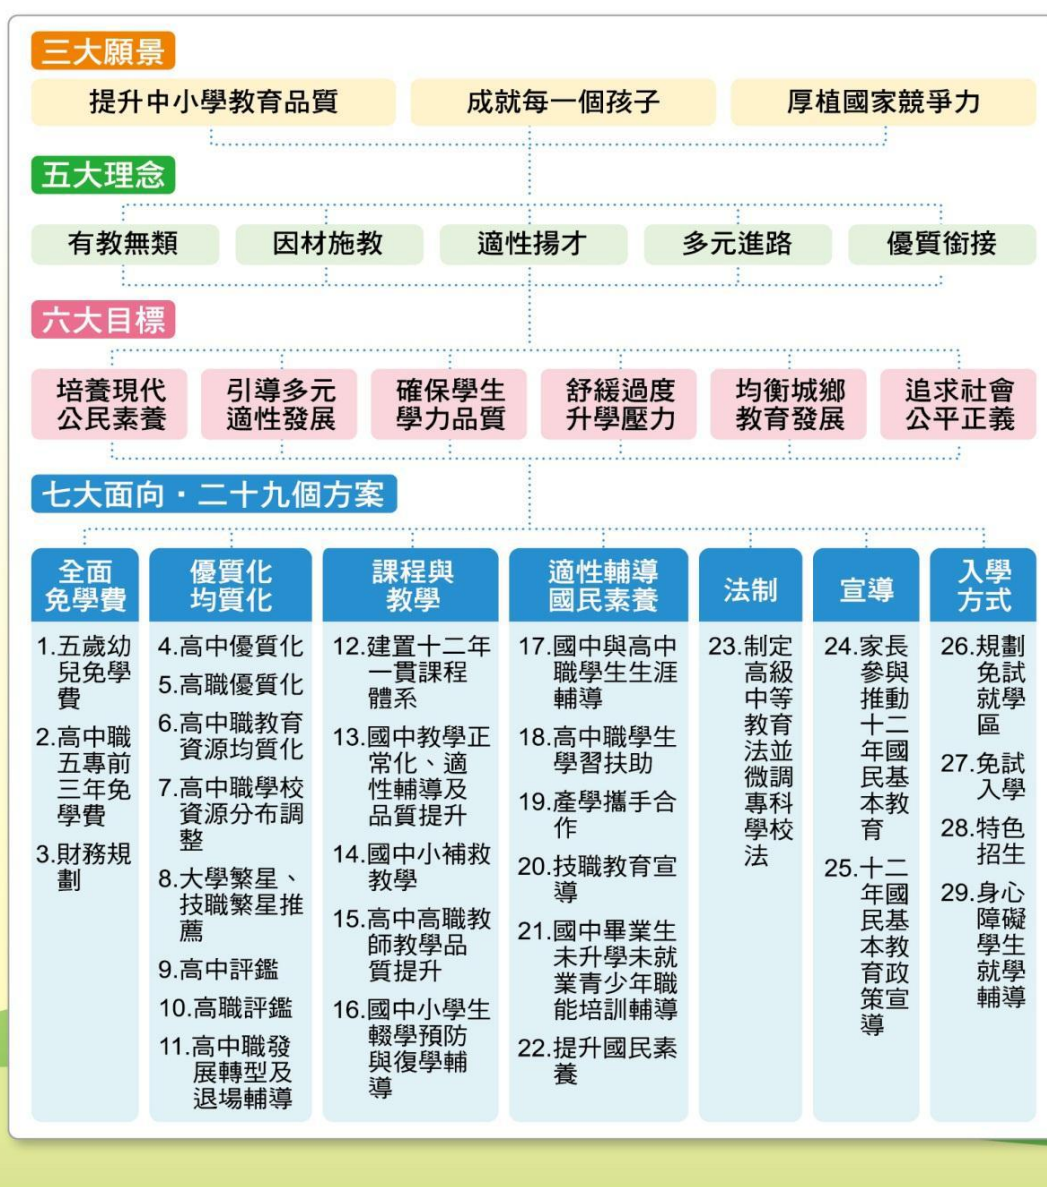 三大願景
提升中小學教育品質
成就每一個孩子
厚植國家競爭力
五大理念
有教無類
因材施教
適性揚才
多元進路
優質銜接
六大目標
培養現代
公民素養
引導多元
適性發展
確保學生
學力品質
舒緩過度
升學壓力
均衡城鄉
教育發展
追求社會
公平正義
七大面向・二十九個方案
全面
免學費
1.五歲幼
兒免學
費
2.高中職
五專前
三年免
學費
3.財務規
劃
優質化
均質化
4.高中優質化
5.高職優質化
6.高中職教育
資源均質化
7.高中職學校
資源分布調
整
8.大學繁星、
技職繁星推
薦
9.高中評鑑
10.高職評鑑
11.高中職發
展轉型及
退場輔導
課程與
教學
12.建置十二年
一貫課程
體系
13.國中教學正
常化、適
性輔導及
品質提升
14.國中小補救
教學
15.高中高職教
師教學品
質提升
16.國中小學生
輟學預防
與復學輔
導
適性輔導
國民素養
17.國中與高中
職學生生涯
輔導
18.高中職學生
學習扶助
19.產學攜手合
作
20.技職教育宣
導
21.國中畢業生
未升學未就
業青少年職
能培訓輔導
22.提升國民素
養
法制
23.制定
高級
中等
教育
法並
微調
專科
學校
法
宣導
24.家長
參與
推動
十二
年國
民基
本教
育
25.十二
年國
民基
本教
育政
策宣
導
入學
方式
26.規劃
免試
就學
區
27.免試
入學
28.特色
招生
29.身心
障礙
學生
就學
輔導